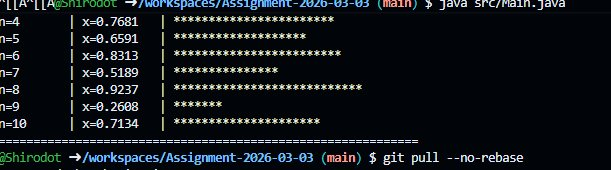 ^[[A^[[A@Shirodot ➜/workspaces/Assignment-2026-03-03 (main) $ java src/Main.java
n=4 | x=0.7681 | ***********************
n=5 | x=0.6591 | *******************
n=6 | x=0.8313 | ************************
n=7 | x=0.5189 | ***************
n=8 | x=0.9237 | ***************************
n=9 | x=0.2608 | *******
n=10 | x=0.7134 | *********************
============================================================
@Shirodot ➜/workspaces/Assignment-2026-03-03 (main) $ git pull --no-rebase